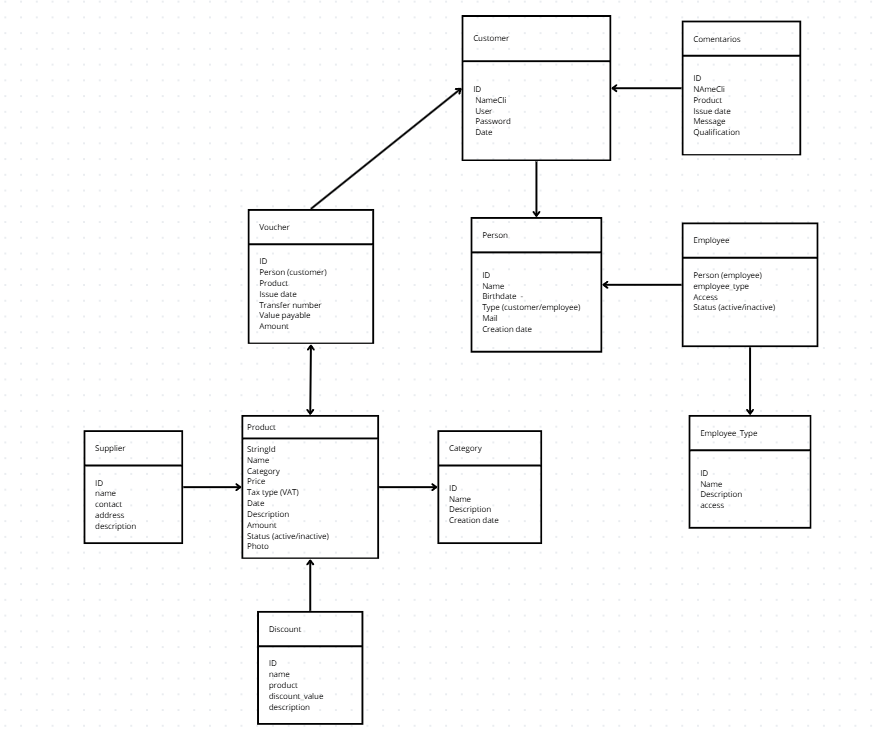 Customer
ID
NameCli
User
Password
Date
Comentarios
ID
NAmeCli
Product
Issue date
Message
Qualification
Voucher
ID
Person (customer)
Product
Issue date
Transfer number
Value payable
Amount
Person
ID
Name
Birthdate -
Type (customer/employee)
Mail
Creation date
Employee
Person (employee)
employee_type
Access
Status (active/inactive)
Supplier
ID
name
contact
address
description
Product
StringId
Name
Category
Price
Tax type (VAT)
Date
Description
Amount
Status (active/inactive)
Photo
Category
ID
Name
Description
Creation date
Employee_Type
ID
Name
Description
access
Discount
ID
name
product
discount_value
description